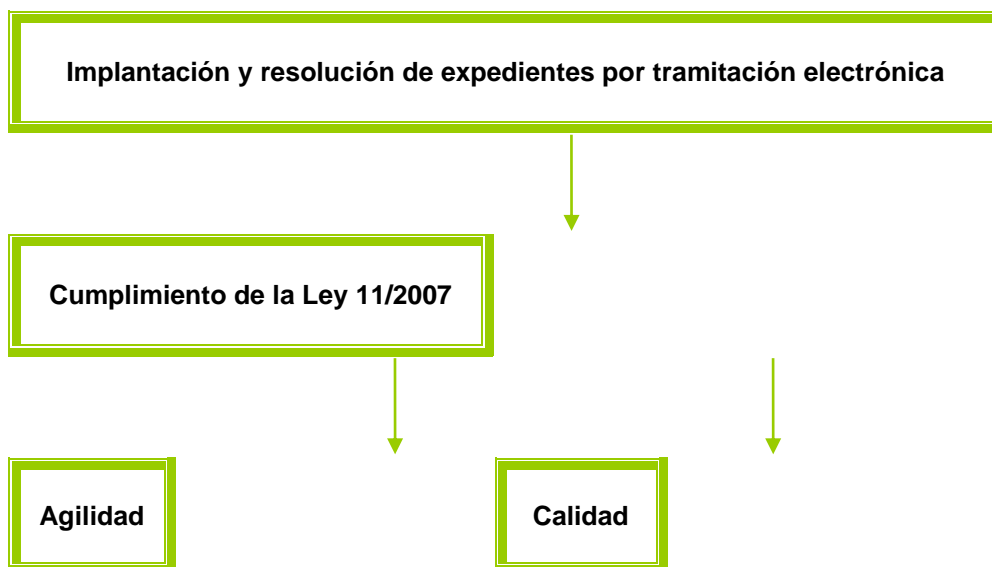 Implantación y resolución de expedientes por tramitación electrónica
Cumplimiento de la Ley 11/2007
Agilidad
Calidad